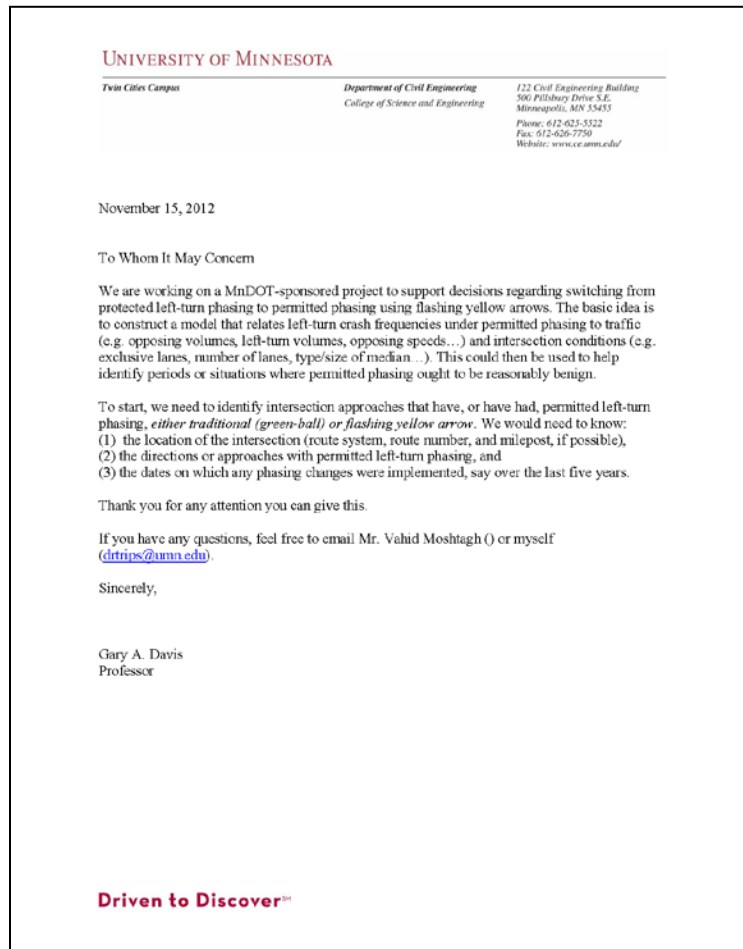 UNIVERSITY OF MINNESOTA
Twin Cities Campus
Department of Civil Engineering
College of Science and Engineering
122 Civil Engineering Building
500 Pillsbury Drive S.E.
Minneapolis, MN 55455
Phone: 612-625-5522
Fax: 612-626-7750
Website: www.ce.umn.edu/
November 15, 2012
To Whom It May Concern
We are working on a MnDOT-sponsored project to support decisions regarding switching from
protected left-turn phasing to permitted phasing using flashing yellow arrows. The basic idea is
to construct a model that relates left-turn crash frequencies under permitted phasing to traffic
(e.g. opposing volumes, left-turn volumes, opposing speeds…) and intersection conditions (e.g.
exclusive lanes, number of lanes, type/size of median…). This could then be used to help
identify periods or situations where permitted phasing ought to be reasonably benign.
To start, we need to identify intersection approaches that have, or have had, permitted left-turn
phasing, either traditional (green-ball) or flashing yellow arrow. We would need to know:
(1) the location of the intersection (route system, route number, and milepost, if possible),
(2) the directions or approaches with permitted left-turn phasing, and
(3) the dates on which any phasing changes were implemented, say over the last five years.
Thank you for any attention you can give this.
If you have any questions, feel free to email Mr. Vahid Moshtagh () or myself
(drtrips@umn.edu).
Sincerely,
Gary A. Davis
Professor
Driven to Discover℠